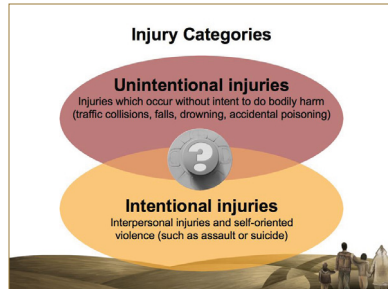 Injury Categories
Unintentional injuries
Injuries which occur without intent to do bodily harm
(traffic collisions, falls, drowning, accidental poisoning)
?
Intentional injuries
Interpersonal injuries and self-oriented
violence (such as assault or suicide)